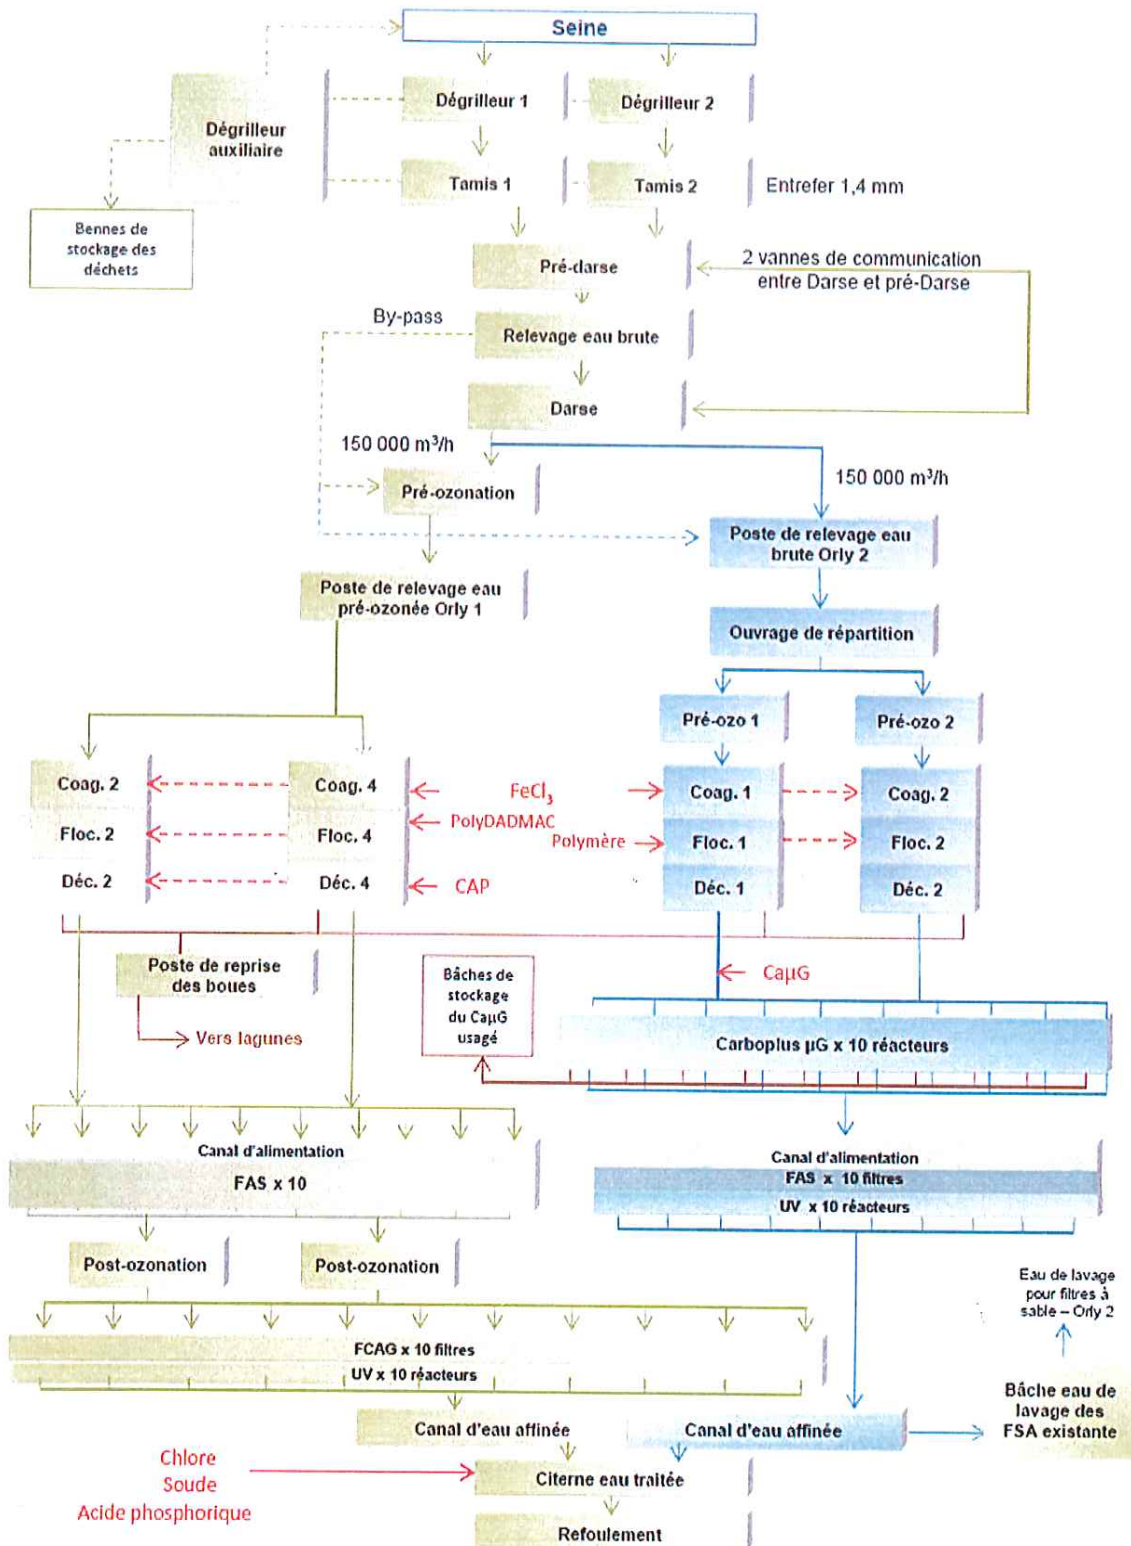 Seine
Dégrilleur 1
Dégrilleur 2
Dégrilleur
auxiliaire
Tamis 1
Tamis 2
Entrefer 1,4 mm
Bennes de
stockage des
déchets
Pré-darse
2 vannes de communication
entre Darse et pré-Darse
By-pass
Relevage eau brute
Darse
150 000 m³/h
Pré-ozonation
150 000 m³/h
Poste de relevage eau
brute Orly 2
Poste de relevage eau
pré-ozonée Orly 1
Ouvrage de répartition
Pré-ozo 1
Pré-ozo 2
Coag. 2
Coag. 4
FeCl₃
Coag. 1
Coag. 2
PolyDADMAC
Floc. 2
Floc. 4
Polymère
Floc. 1
Floc. 2
Déc. 2
Déc. 4
CAP
Déc. 1
Déc. 2
Poste de reprise
des boues
Bâches de
stockage
du CaµG
usagé
CaµG
Vers lagunes
Carboplus µG x 10 réacteurs
Canal d'alimentation
FAS x 10
Canal d'alimentation
FAS x 10 filtres
UV x 10 réacteurs
Post-ozonation
Post-ozonation
Eau de lavage
pour filtres à
sable – Orly 2
FCAG x 10 filtres
UV x 10 réacteurs
Bâche eau de
lavage des
FSA existante
Canal d'eau affinée
Canal d'eau affinée
Chlore
Soude
Acide phosphorique
Citerne eau traitée
Refoulement